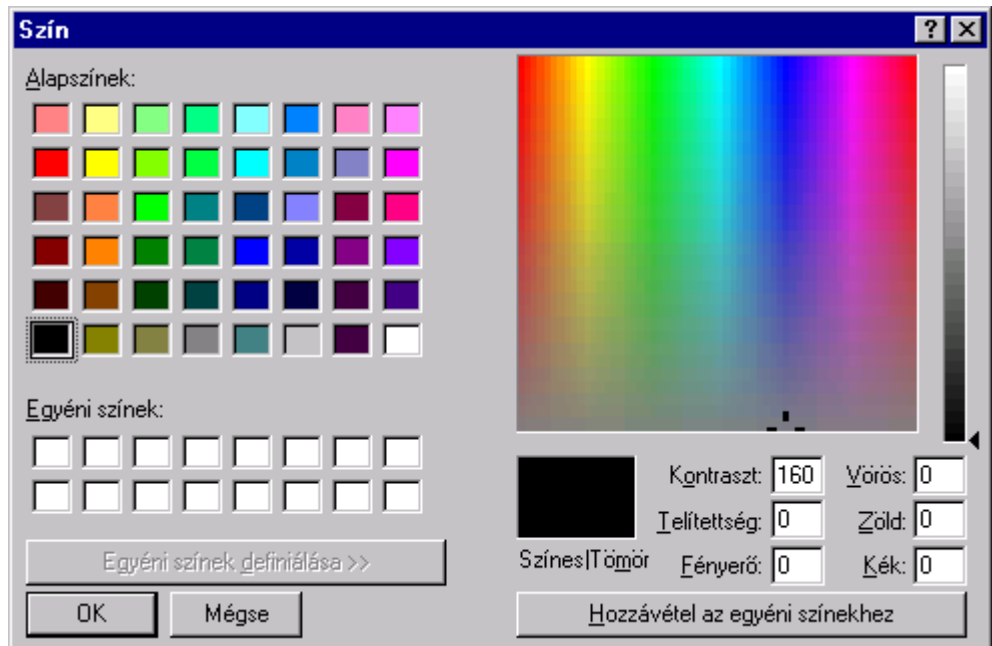 Szín
Alapszínek:
Egyéni színek:
Egyéni színek definiálása >>
OK Mégse
Kontraszt: 160 Vörös: 0
Telítettség: 0 Zöld: 0
Színes|Tömör Fényerő: 0 Kék: 0
Hozzávétel az egyéni színekhez